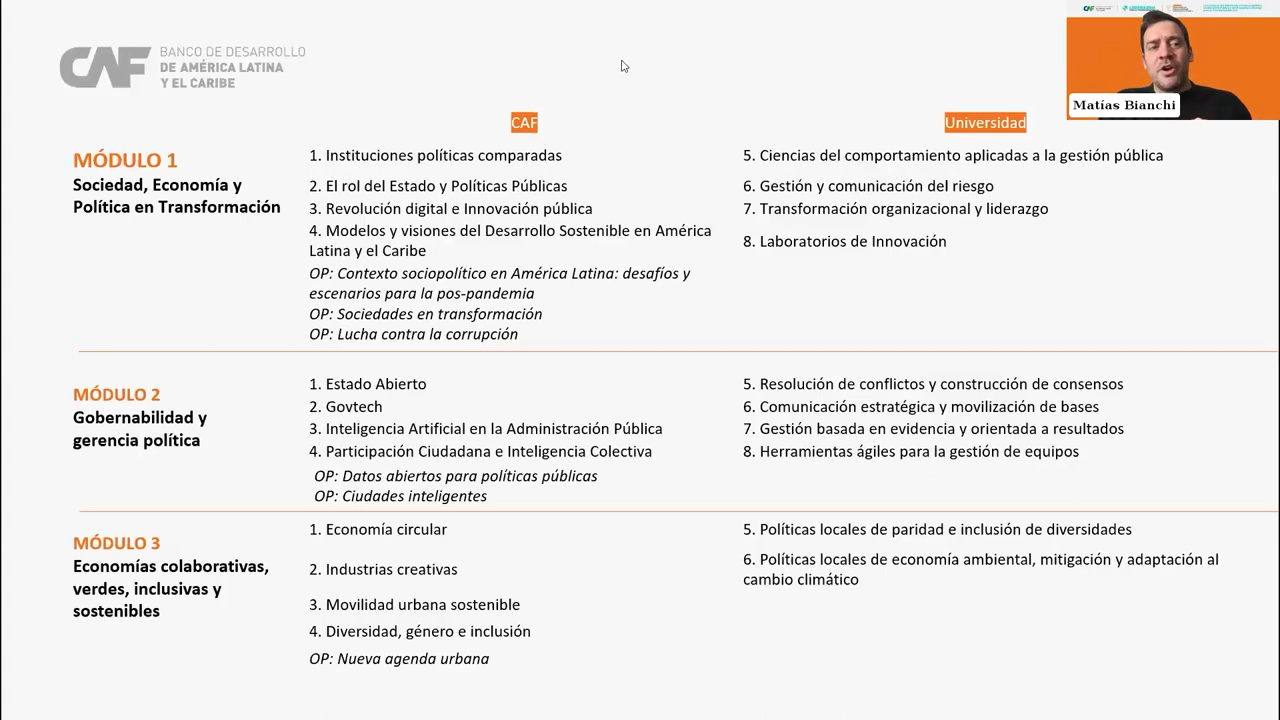 CAF
BANCO DE DESARROLLO
DE AMÉRICA LATINA
Y EL CARIBE
Matías Bianchi
CAF
Universidad
MÓDULO 1
Sociedad, Economía y
Política en Transformación
1. Instituciones políticas comparadas
2. El rol del Estado y Políticas Públicas
3. Revolución digital e Innovación pública
4. Modelos y visiones del Desarrollo Sostenible en América
Latina y el Caribe
OP: Contexto sociopolítico en América Latina: desafíos y
escenarios para la pos-pandemia
OP: Sociedades en transformación
OP: Lucha contra la corrupción
5. Ciencias del comportamiento aplicadas a la gestión pública
6. Gestión y comunicación del riesgo
7. Transformación organizacional y liderazgo
8. Laboratorios de Innovación
MÓDULO 2
Gobernabilidad y
gerencia política
1. Estado Abierto
2. Govtech
3. Inteligencia Artificial en la Administración Pública
4. Participación Ciudadana e Inteligencia Colectiva
OP: Datos abiertos para políticas públicas
OP: Ciudades inteligentes
5. Resolución de conflictos y construcción de consensos
6. Comunicación estratégica y movilización de bases
7. Gestión basada en evidencia y orientada a resultados
8. Herramientas ágiles para la gestión de equipos
MÓDULO 3
Economías colaborativas,
verdes, inclusivas y
sostenibles
1. Economía circular
2. Industrias creativas
3. Movilidad urbana sostenible
4. Diversidad, género e inclusión
OP: Nueva agenda urbana
5. Políticas locales de paridad e inclusión de diversidades
6. Políticas locales de economía ambiental, mitigación y adaptación al
cambio climático